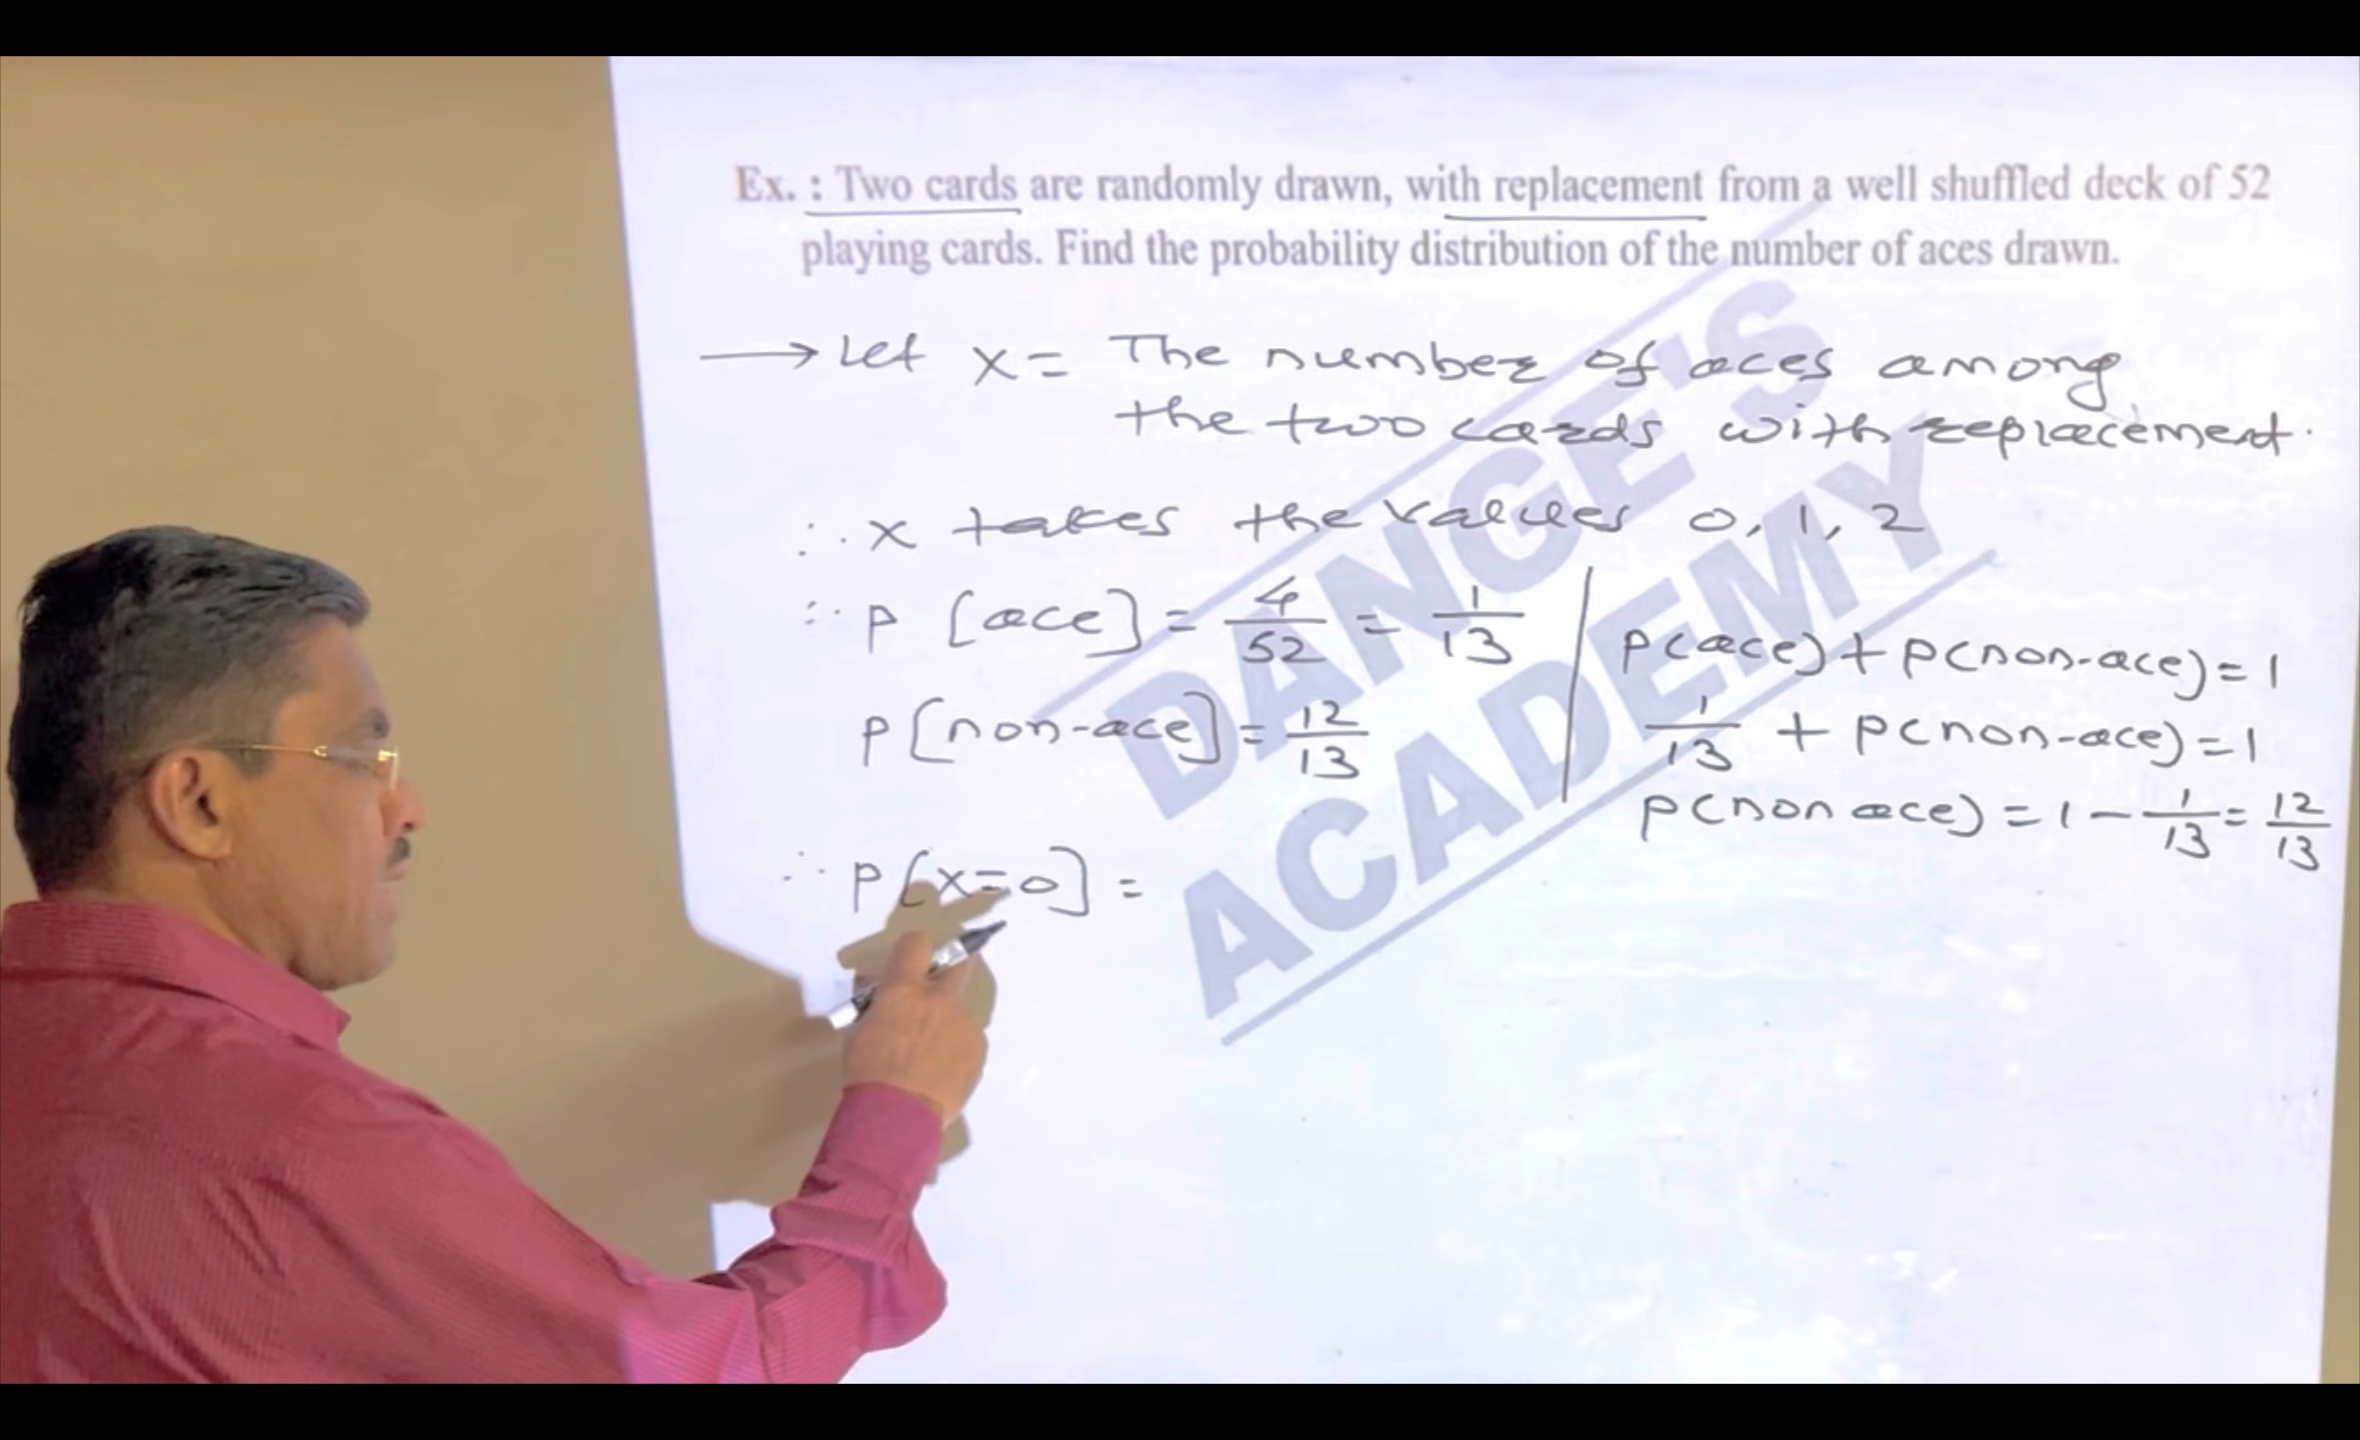 Ex. : Two cards are randomly drawn, with replacement from a well shuffled deck of 52
playing cards. Find the probability distribution of the number of aces drawn.
→ Let x = The number of aces among
the two cards with replacement.
∴ x takes the values 0, 1, 2
∴ P [ace] = 4/52 = 1/13
P[non-ace] = 12/13
P(ace) + P(non-ace) = 1
1/13 + P(non-ace) = 1
P(non ace) = 1 - 1/13 = 12/13
∴ P[x=0] =
DANGE'S
ACADEMY